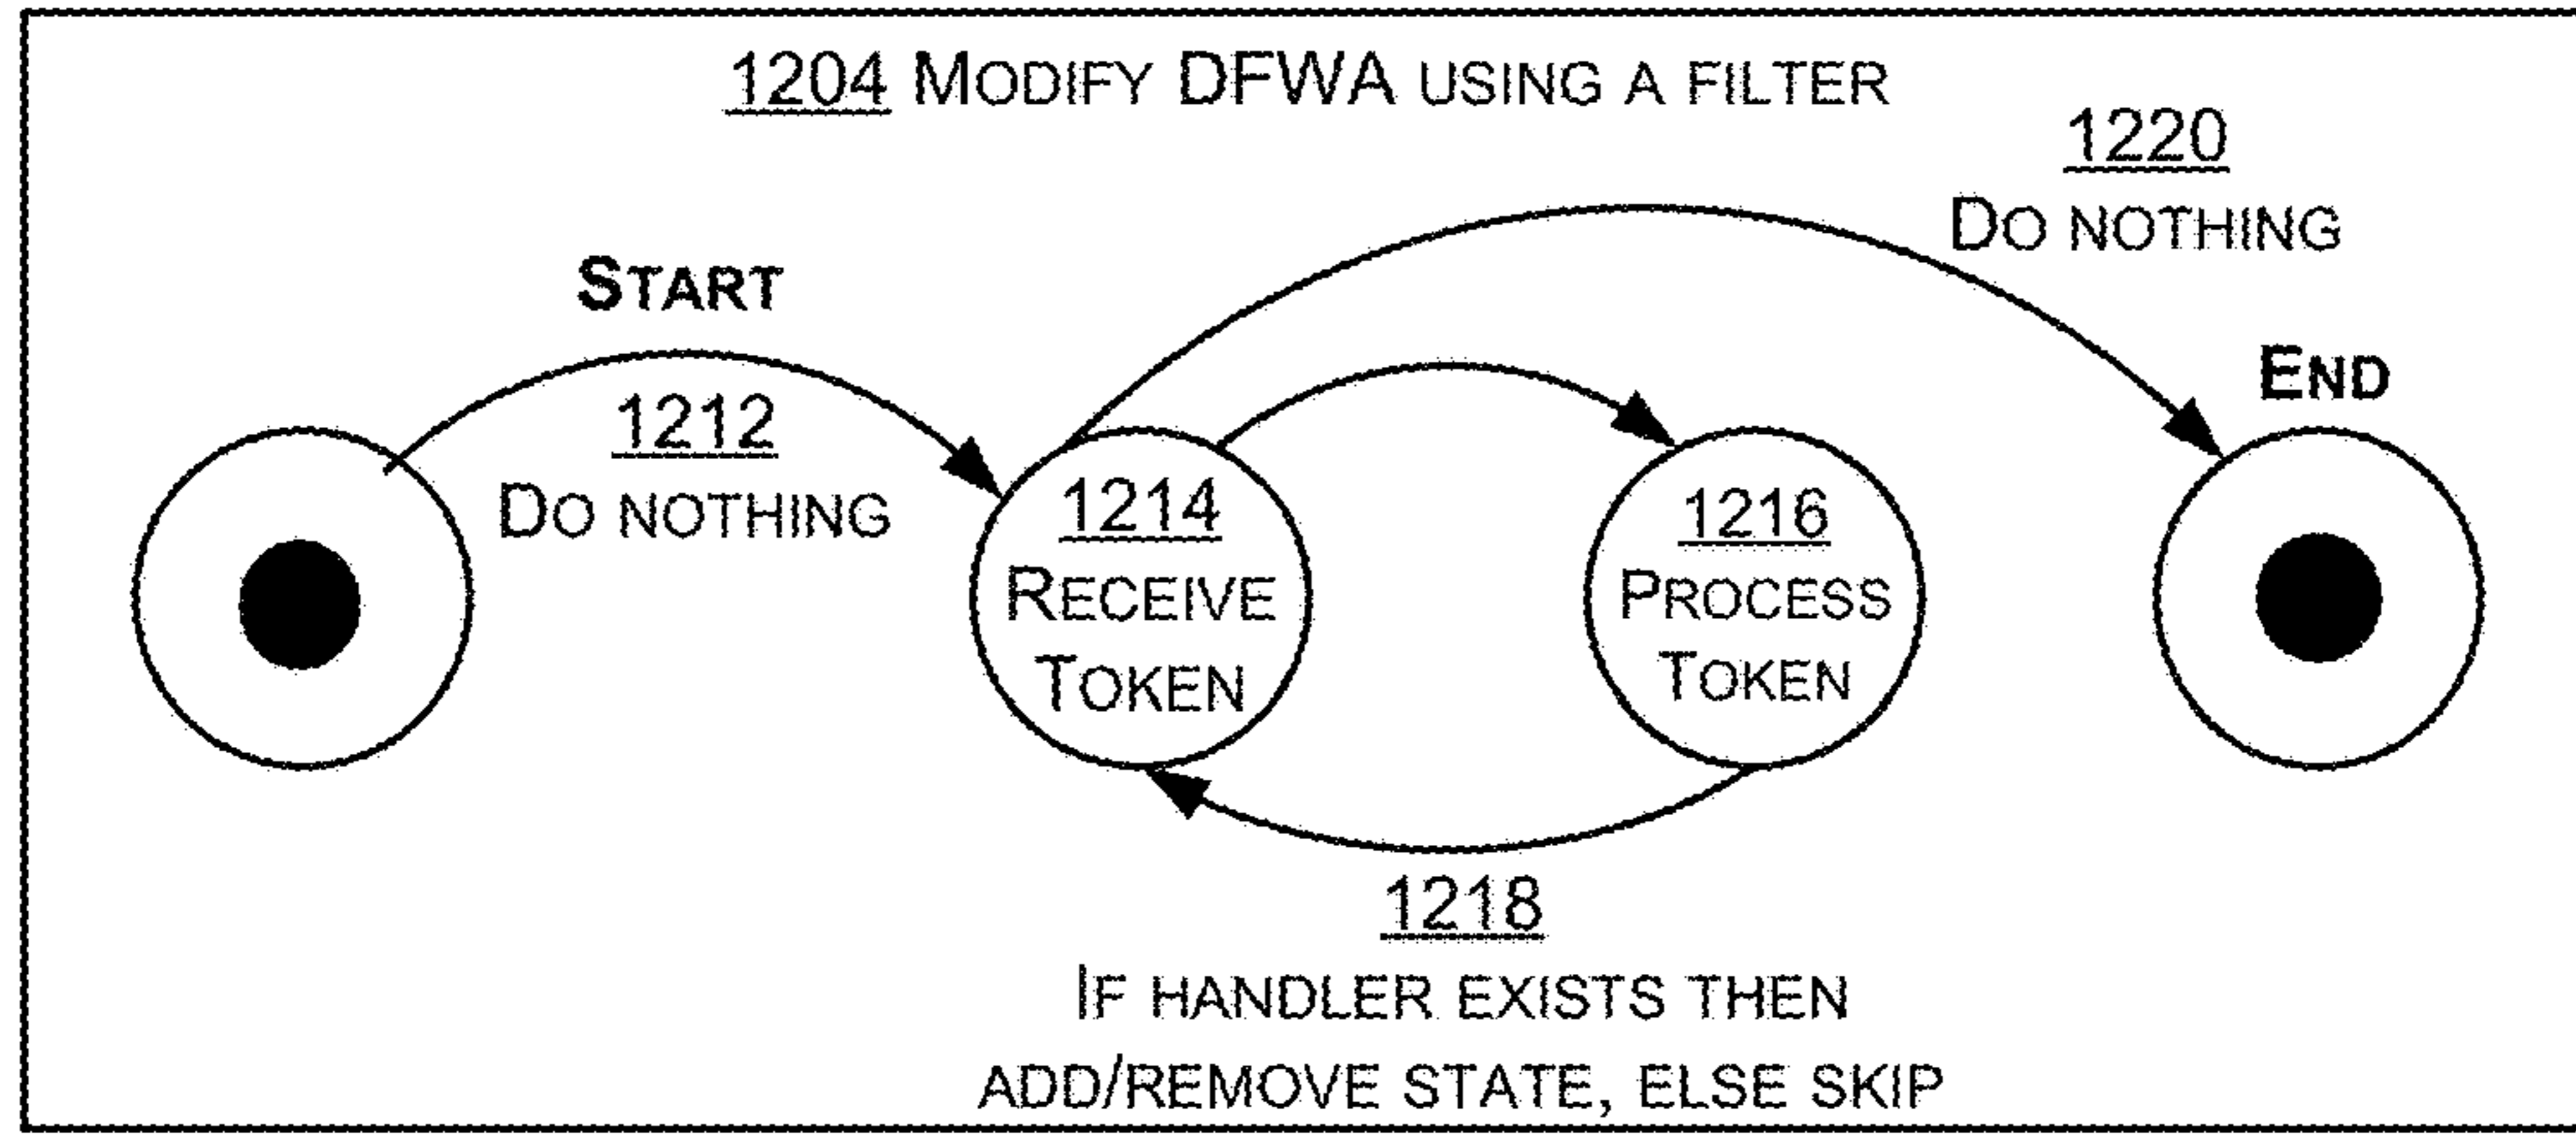 1204 MODIFY DFWA USING A FILTER
1220
DO NOTHING
START
END
1212
DO NOTHING
1214
RECEIVE
TOKEN
1216
PROCESS
TOKEN
1218
IF HANDLER EXISTS THEN
ADD/REMOVE STATE, ELSE SKIP